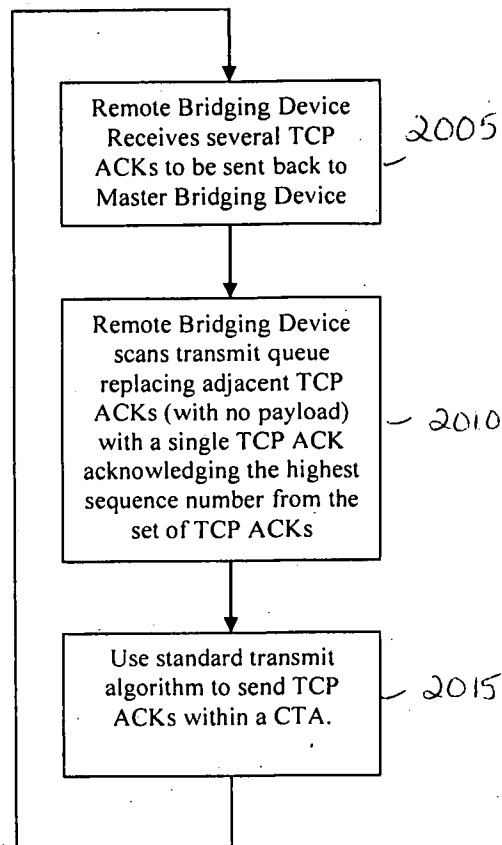 Remote Bridging Device
Receives several TCP
ACKs to be sent back to
Master Bridging Device
2005
Remote Bridging Device
scans transmit queue
replacing adjacent TCP
ACKs (with no payload)
with a single TCP ACK
acknowledging the highest
sequence number from the
set of TCP ACKs
2010
Use standard transmit
algorithm to send TCP
ACKs within a CTA.
2015